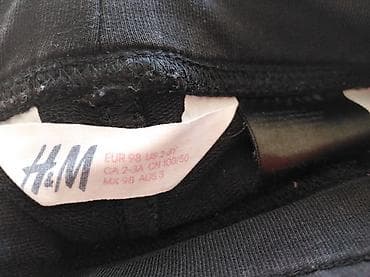 H&M
EUR 98 US 2-3Y
CA 2-3A CN 100/50
MX 98 AUS 3